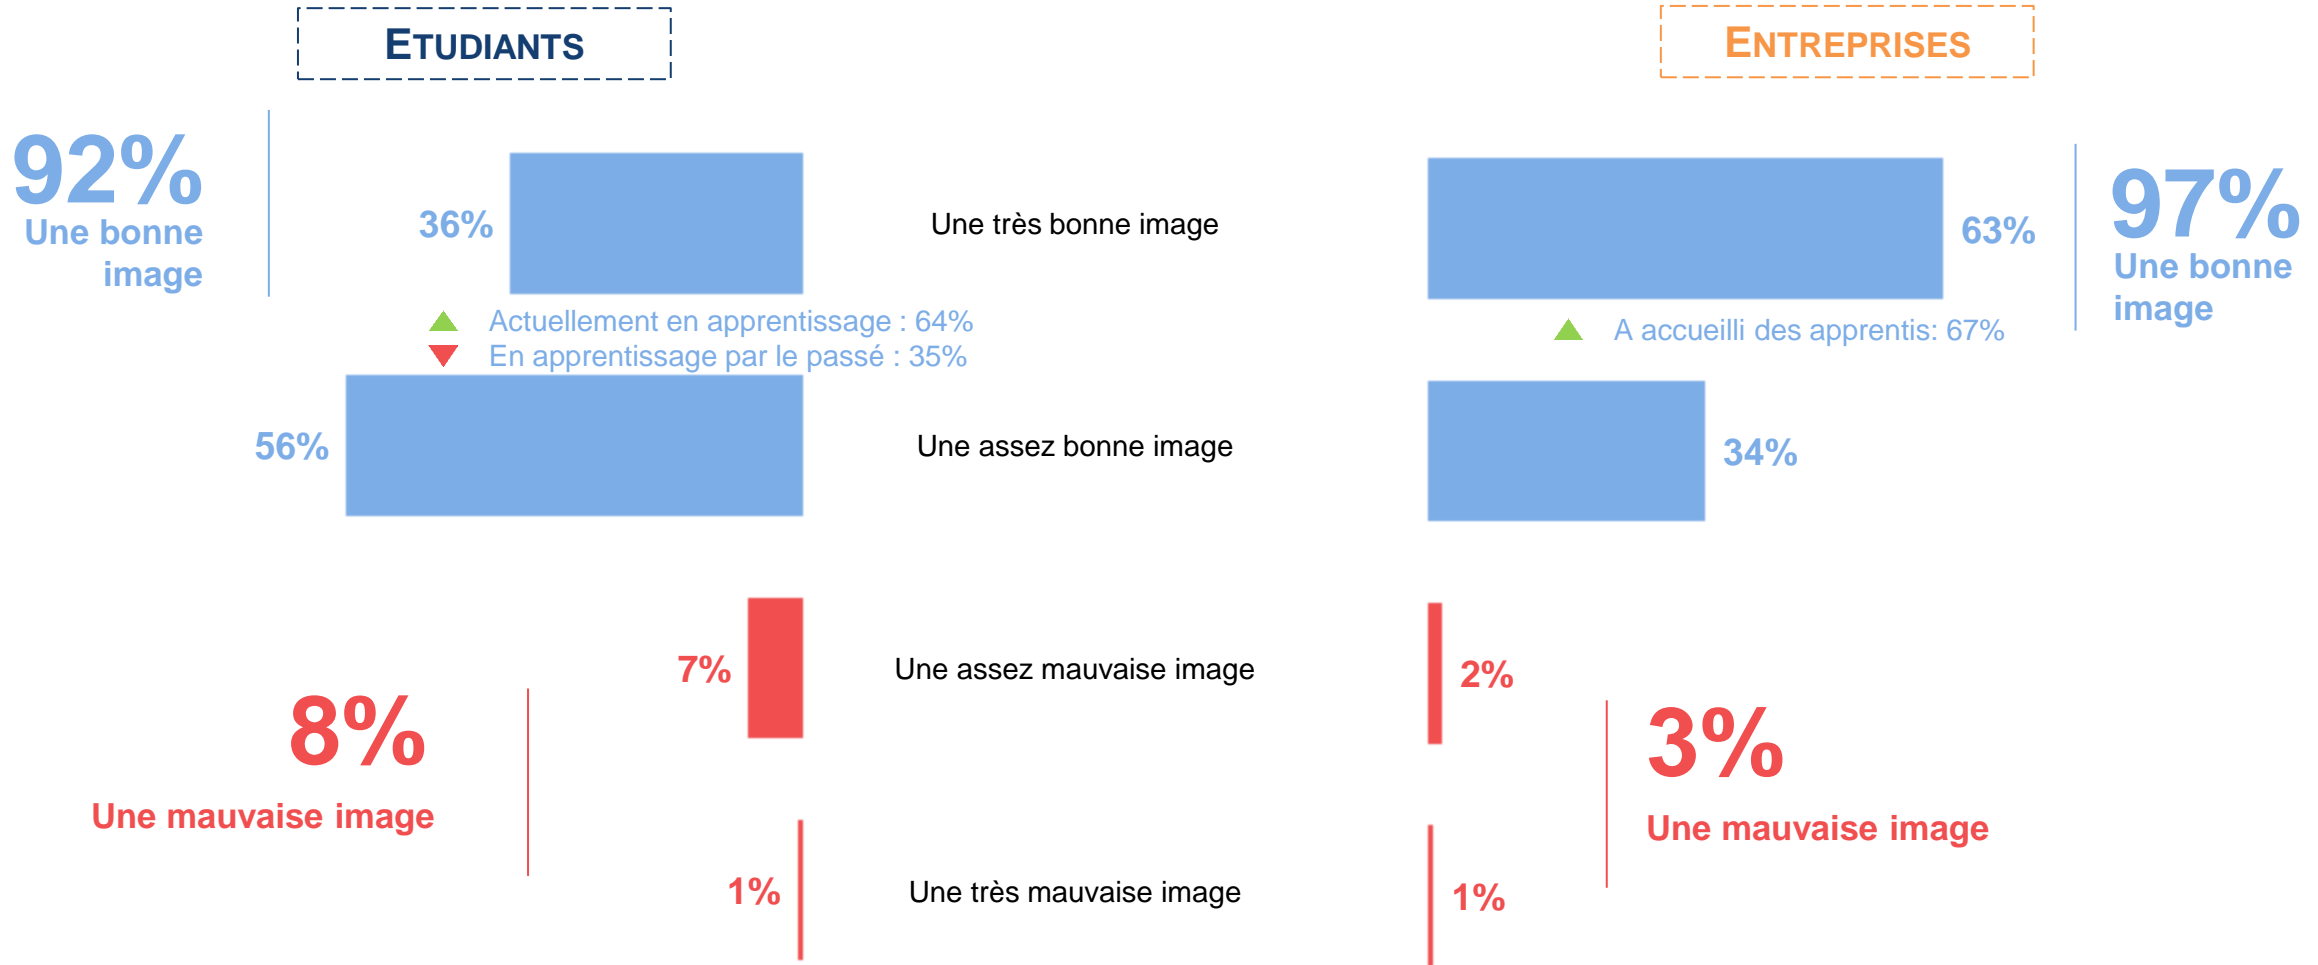 ETUDIANTS
ENTREPRISES
92%
Une bonne
image
36%
Une très bonne image
63%
97%
Une bonne
image
Actuellement en apprentissage : 64%
En apprentissage par le passé : 35%
A accueilli des apprentis: 67%
56%
Une assez bonne image
34%
7%
Une assez mauvaise image
2%
8%
Une mauvaise image
3%
Une mauvaise image
1%
Une très mauvaise image
1%